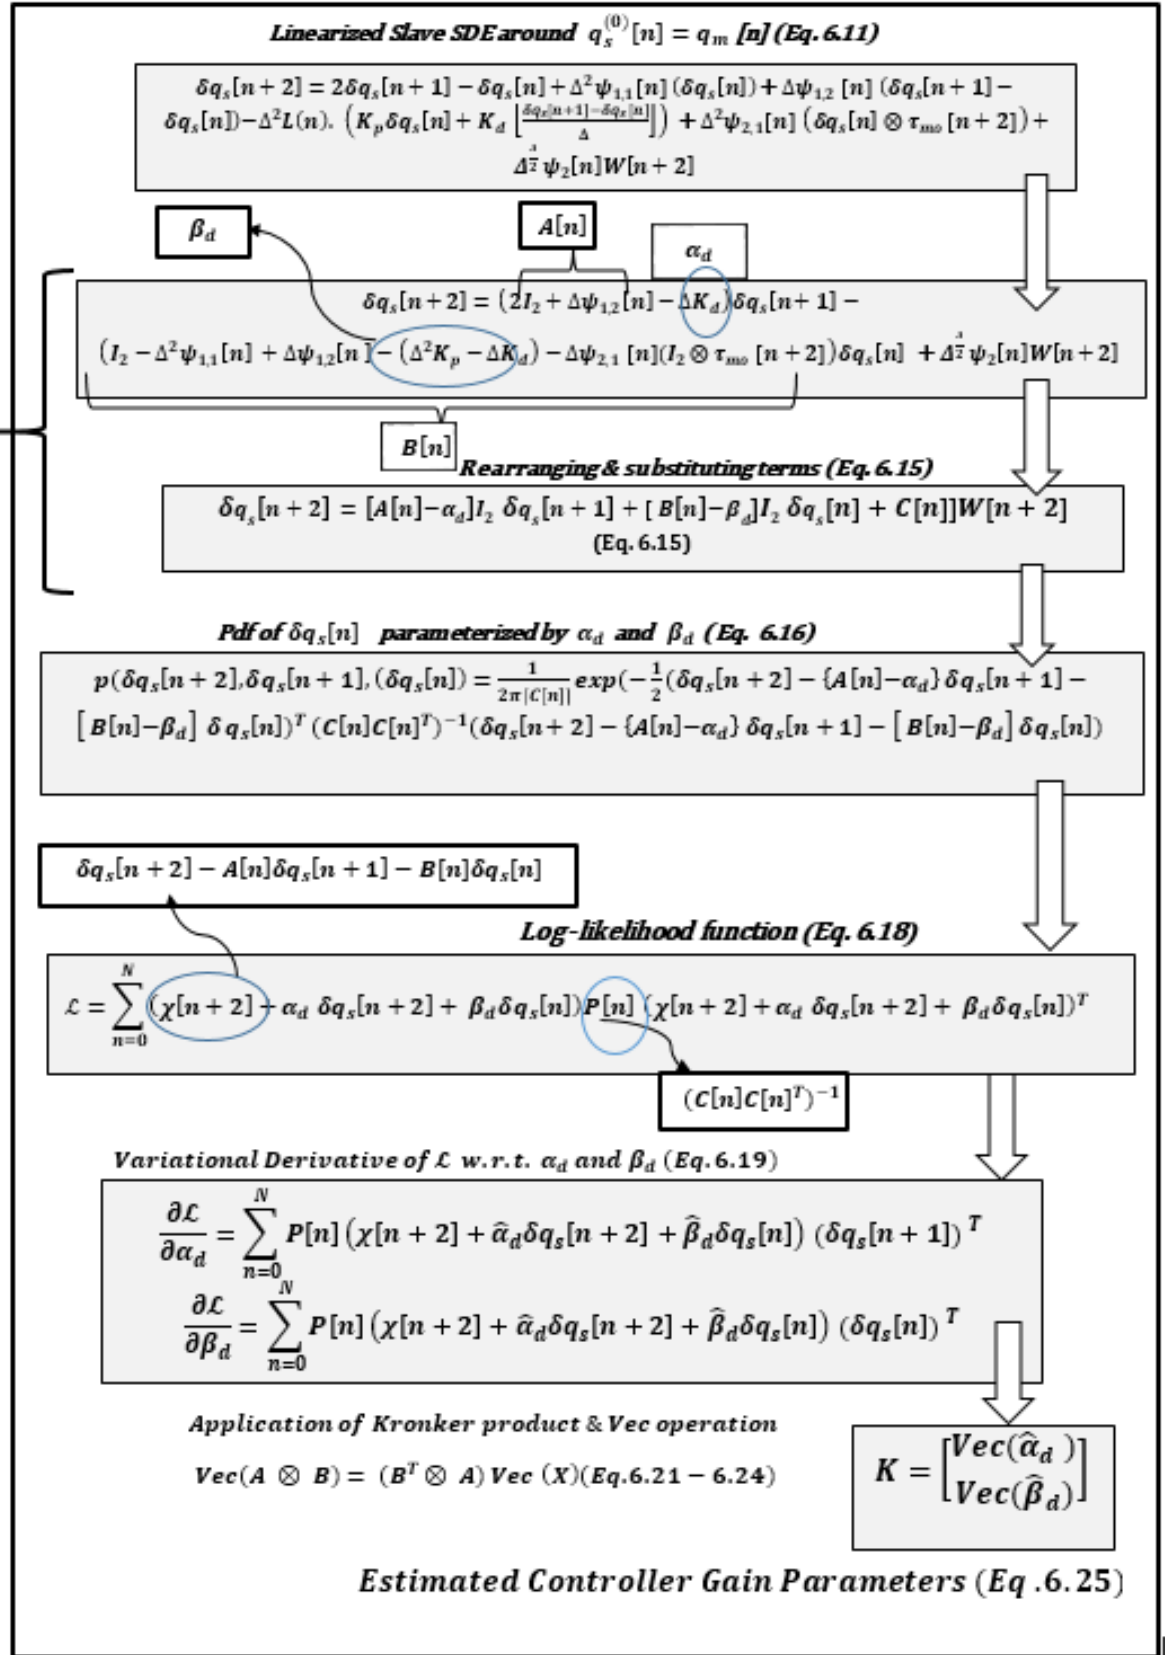 Linearized Slave SDE around q_s^{(0)}[n] = q_m [n] (Eq. 6.11)
δq_s[n + 2] = 2δq_s[n + 1] − δq_s[n] + Δ²ψ_{1,1}[n] (δq_s[n]) + Δψ_{1,2} [n] (δq_s[n + 1] −
δq_s[n])−Δ²L(n). (K_p δq_s[n] + K_d [(δq_s[n+1]−δq_s[n])/Δ]) + Δ²ψ_{2,1}[n] (δq_s[n] ⊗ τ_{mo} [n + 2]) +
ψ_2[n]W[n + 2]
β_d
A[n]
α_d
δq_s[n + 2] = (2I_2 + Δψ_{1,2}[n] − ΔK_d)δq_s[n + 1] −
(I_2 − Δ²ψ_{1,1}[n] + Δψ_{1,2}[n ] − (Δ²K_p − ΔK_d) − Δψ_{2,1} [n](I_2 ⊗ τ_{mo} [n + 2]))δq_s[n] + ψ_2[n]W[n + 2]
B[n]
Rearranging & substituting terms (Eq. 6.15)
δq_s[n + 2] = [A[n]−α_d]I_2 δq_s[n + 1] + [ B[n]−β_d]I_2 δq_s[n] + C[n]]W[n + 2]
(Eq. 6.15)
Pdf of δq_s[n] parameterized by α_d and β_d (Eq. 6.16)
p(δq_s[n + 2], δq_s[n + 1], (δq_s[n]) = 1/(2π|C[n]|) exp(−½(δq_s[n + 2] − {A[n]−α_d} δq_s[n + 1] −
[ B[n]−β_d] δ q_s[n])^T (C[n]C[n]^T)^{−1}(δq_s[n + 2] − {A[n]−α_d} δq_s[n + 1] − [ B[n]−β_d] δq_s[n])
δq_s[n + 2] − A[n]δq_s[n + 1] − B[n]δq_s[n]
Log-likelihood function (Eq. 6.18)
ℒ = ∑_{n=0}^{N} (χ[n + 2] + α_d δq_s[n + 2] + β_d δq_s[n])P[n] (χ[n + 2] + α_d δq_s[n + 2] + β_d δq_s[n])^T
(C[n]C[n]^T)^{−1}
Variational Derivative of ℒ w.r.t. α_d and β_d (Eq.6.19)
∂ℒ/∂α_d = ∑_{n=0}^{N} P[n] (χ[n + 2] + α̂_d δq_s[n + 2] + β̂_d δq_s[n]) (δq_s[n + 1])^T
∂ℒ/∂β_d = ∑_{n=0}^{N} P[n] (χ[n + 2] + α̂_d δq_s[n + 2] + β̂_d δq_s[n]) (δq_s[n])^T
Application of Kronker product & Vec operation
Vec(A ⊗ B) = (B^T ⊗ A) Vec (X)(Eq.6.21 − 6.24)
K = [Vec(α̂_d )
Vec(β̂_d)]
Estimated Controller Gain Parameters (Eq .6.25)